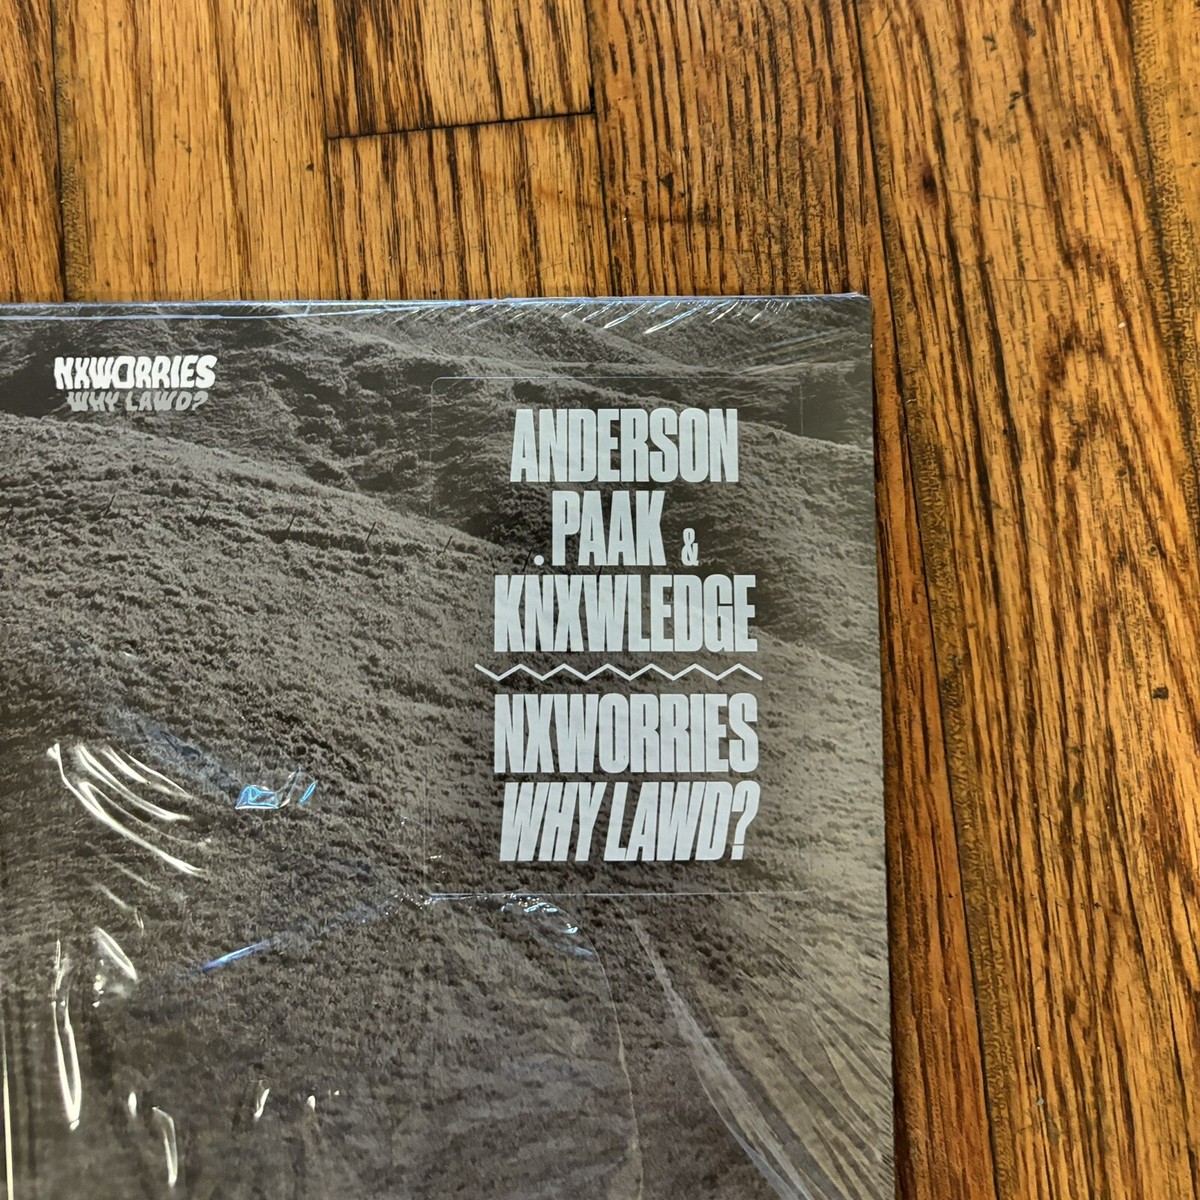 NXWORRIES
WHY LAWD?
ANDERSON
.PAAK &
KNXWLEDGE
NXWORRIES
WHY LAWD?